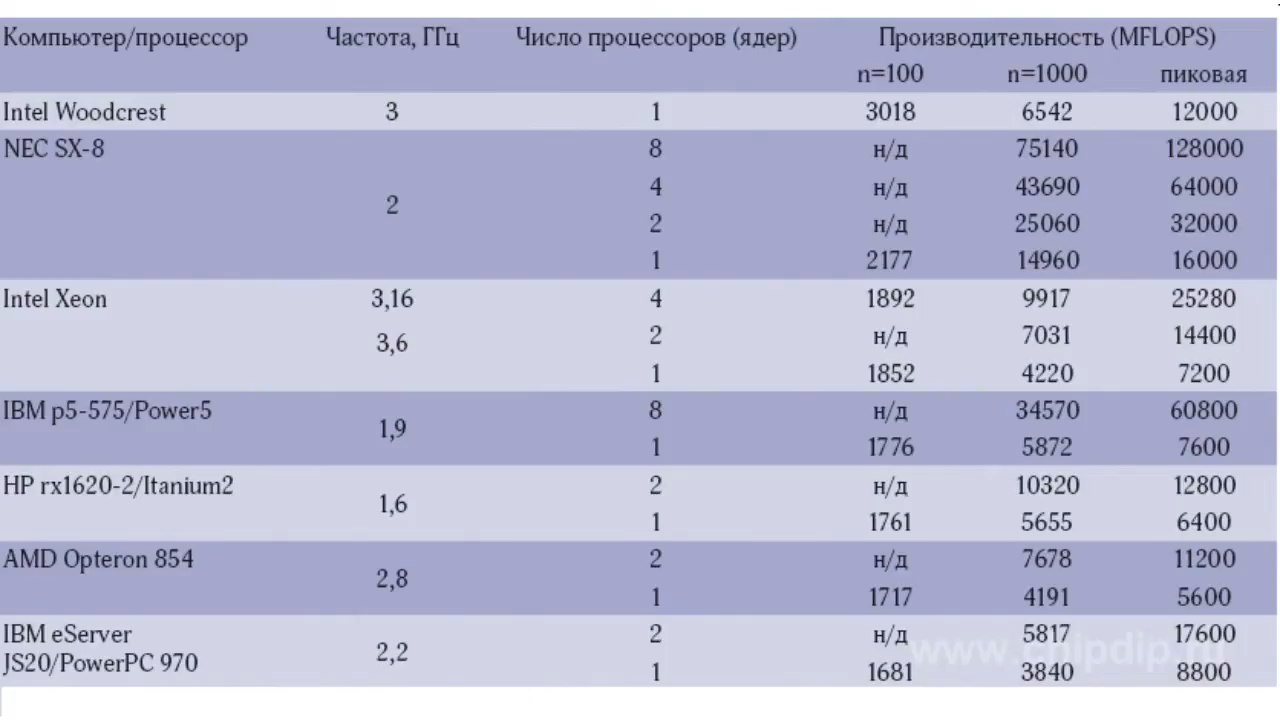 Компьютер/процессор Частота, ГГц Число процессоров (ядер) Производительность (MFLOPS)
n=100 n=1000 пиковая
Intel Woodcrest 3 1 3018 6542 12000
NEC SX-8 8 н/д 75140 128000
4 н/д 43690 64000
2
2 н/д 25060 32000
1 2177 14960 16000
Intel Xeon 3,16 4 1892 9917 25280
3,6 2 н/д 7031 14400
1 1852 4220 7200
IBM p5-575/Power5 8 н/д 34570 60800
1,9
1 1776 5872 7600
HP rx1620-2/Itanium2 2 н/д 10320 12800
1,6
1 1761 5655 6400
AMD Opteron 854 2 н/д 7678 11200
2,8
1 1717 4191 5600
IBM eServer 2 н/д 5817 17600
2,2
JS20/PowerPC 970 1 1681 3840 8800
www.chipdip.ru